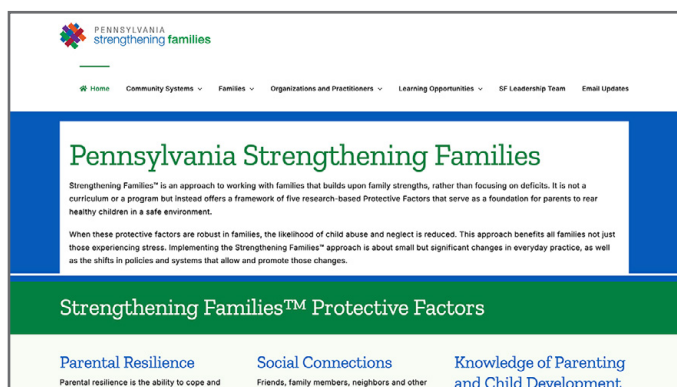 PENNSYLVANIA
strengthening families
Home Community Systems Families Organizations and Practitioners Learning Opportunities SF Leadership Team Email Updates
Pennsylvania Strengthening Families
Strengthening Families™ is an approach to working with families that builds upon family strengths, rather than focusing on deficits. It is not a
curriculum or a program but instead offers a framework of five research-based Protective Factors that serve as a foundation for parents to rear
healthy children in a safe environment.
When these protective factors are robust in families, the likelihood of child abuse and neglect is reduced. This approach benefits all families not just
those experiencing stress. Implementing the Strengthening Families™ approach is about small but significant changes in everyday practice, as well
as the shifts in policies and systems that allow and promote those changes.
Strengthening Families™ Protective Factors
Parental Resilience
Parental resilience is the ability to cope and
Social Connections
Friends, family members, neighbors and other
Knowledge of Parenting
and Child Development